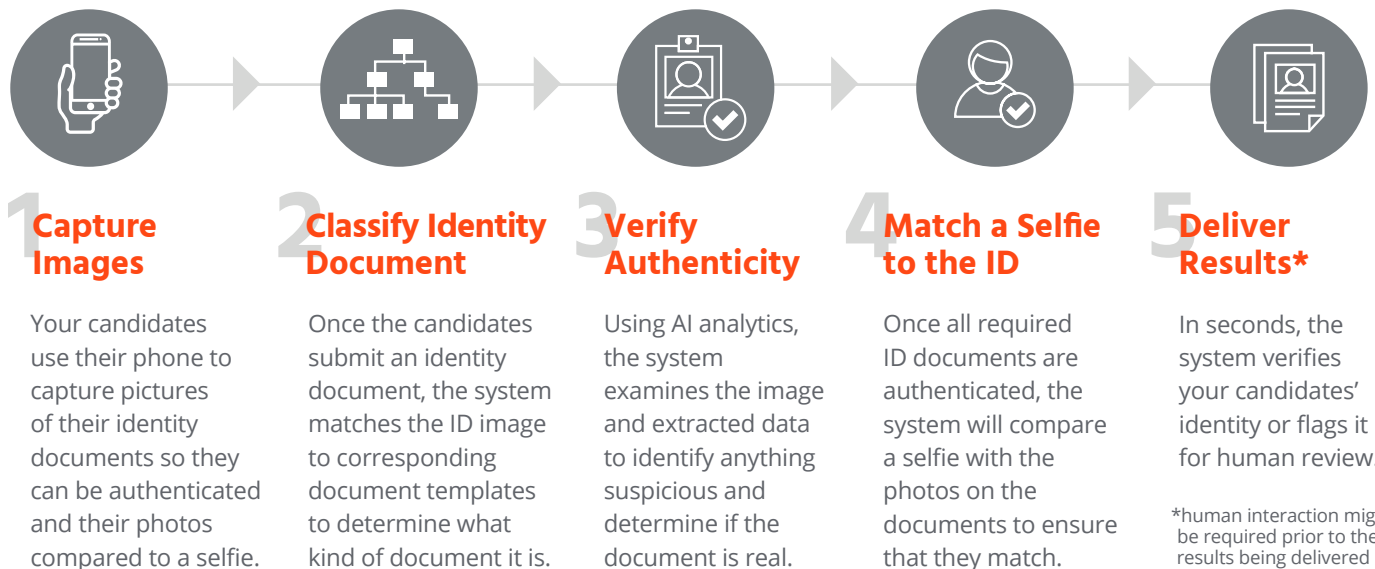 1
Capture
Images
Your candidates
use their phone to
capture pictures
of their identity
documents so they
can be authenticated
and their photos
compared to a selfie.
2
Classify Identity
Document
Once the candidates
submit an identity
document, the system
matches the ID image
to corresponding
document templates
to determine what
kind of document it is.
3
Verify
Authenticity
Using AI analytics,
the system
examines the image
and extracted data
to identify anything
suspicious and
determine if the
document is real.
4
Match a Selfie
to the ID
Once all required
ID documents are
authenticated, the
system will compare
a selfie with the
photos on the
documents to ensure
that they match.
5
Deliver
Results*
In seconds, the
system verifies
your candidates’
identity or flags it
for human review.
*human interaction
be required prior to the
results being delivered